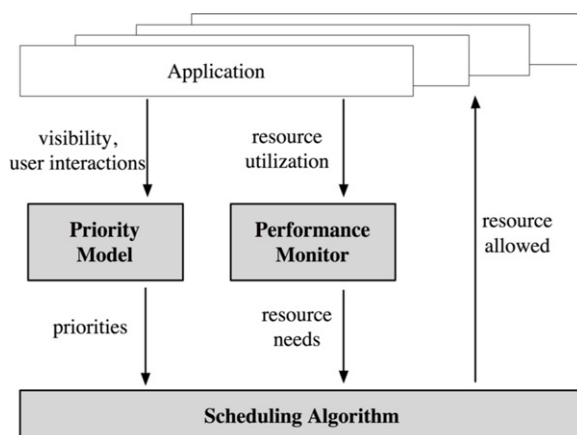 Application
visibility,
user interactions
resource
utilization
Priority
Model
Performance
Monitor
resource
allowed
priorities
resource
needs
Scheduling Algorithm